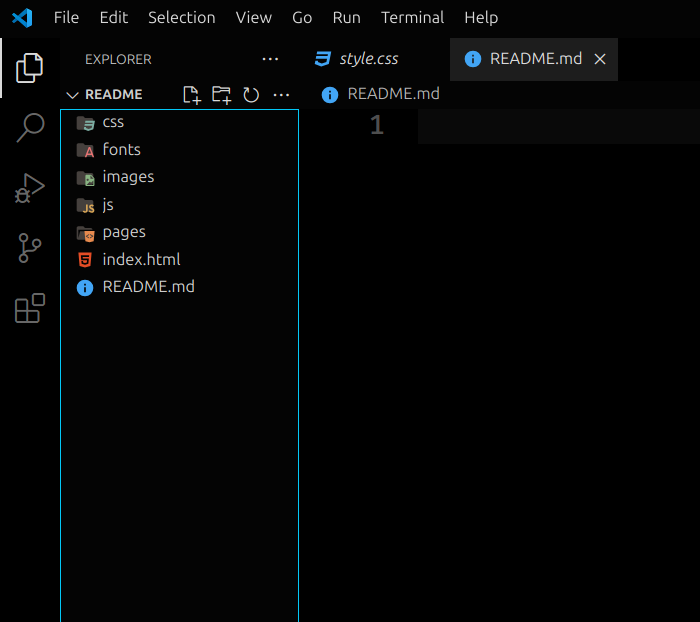 File Edit Selection View Go Run Terminal Help
EXPLORER ... style.css README.md
README ... README.md
css 1
fonts
images
js
pages
index.html
README.md